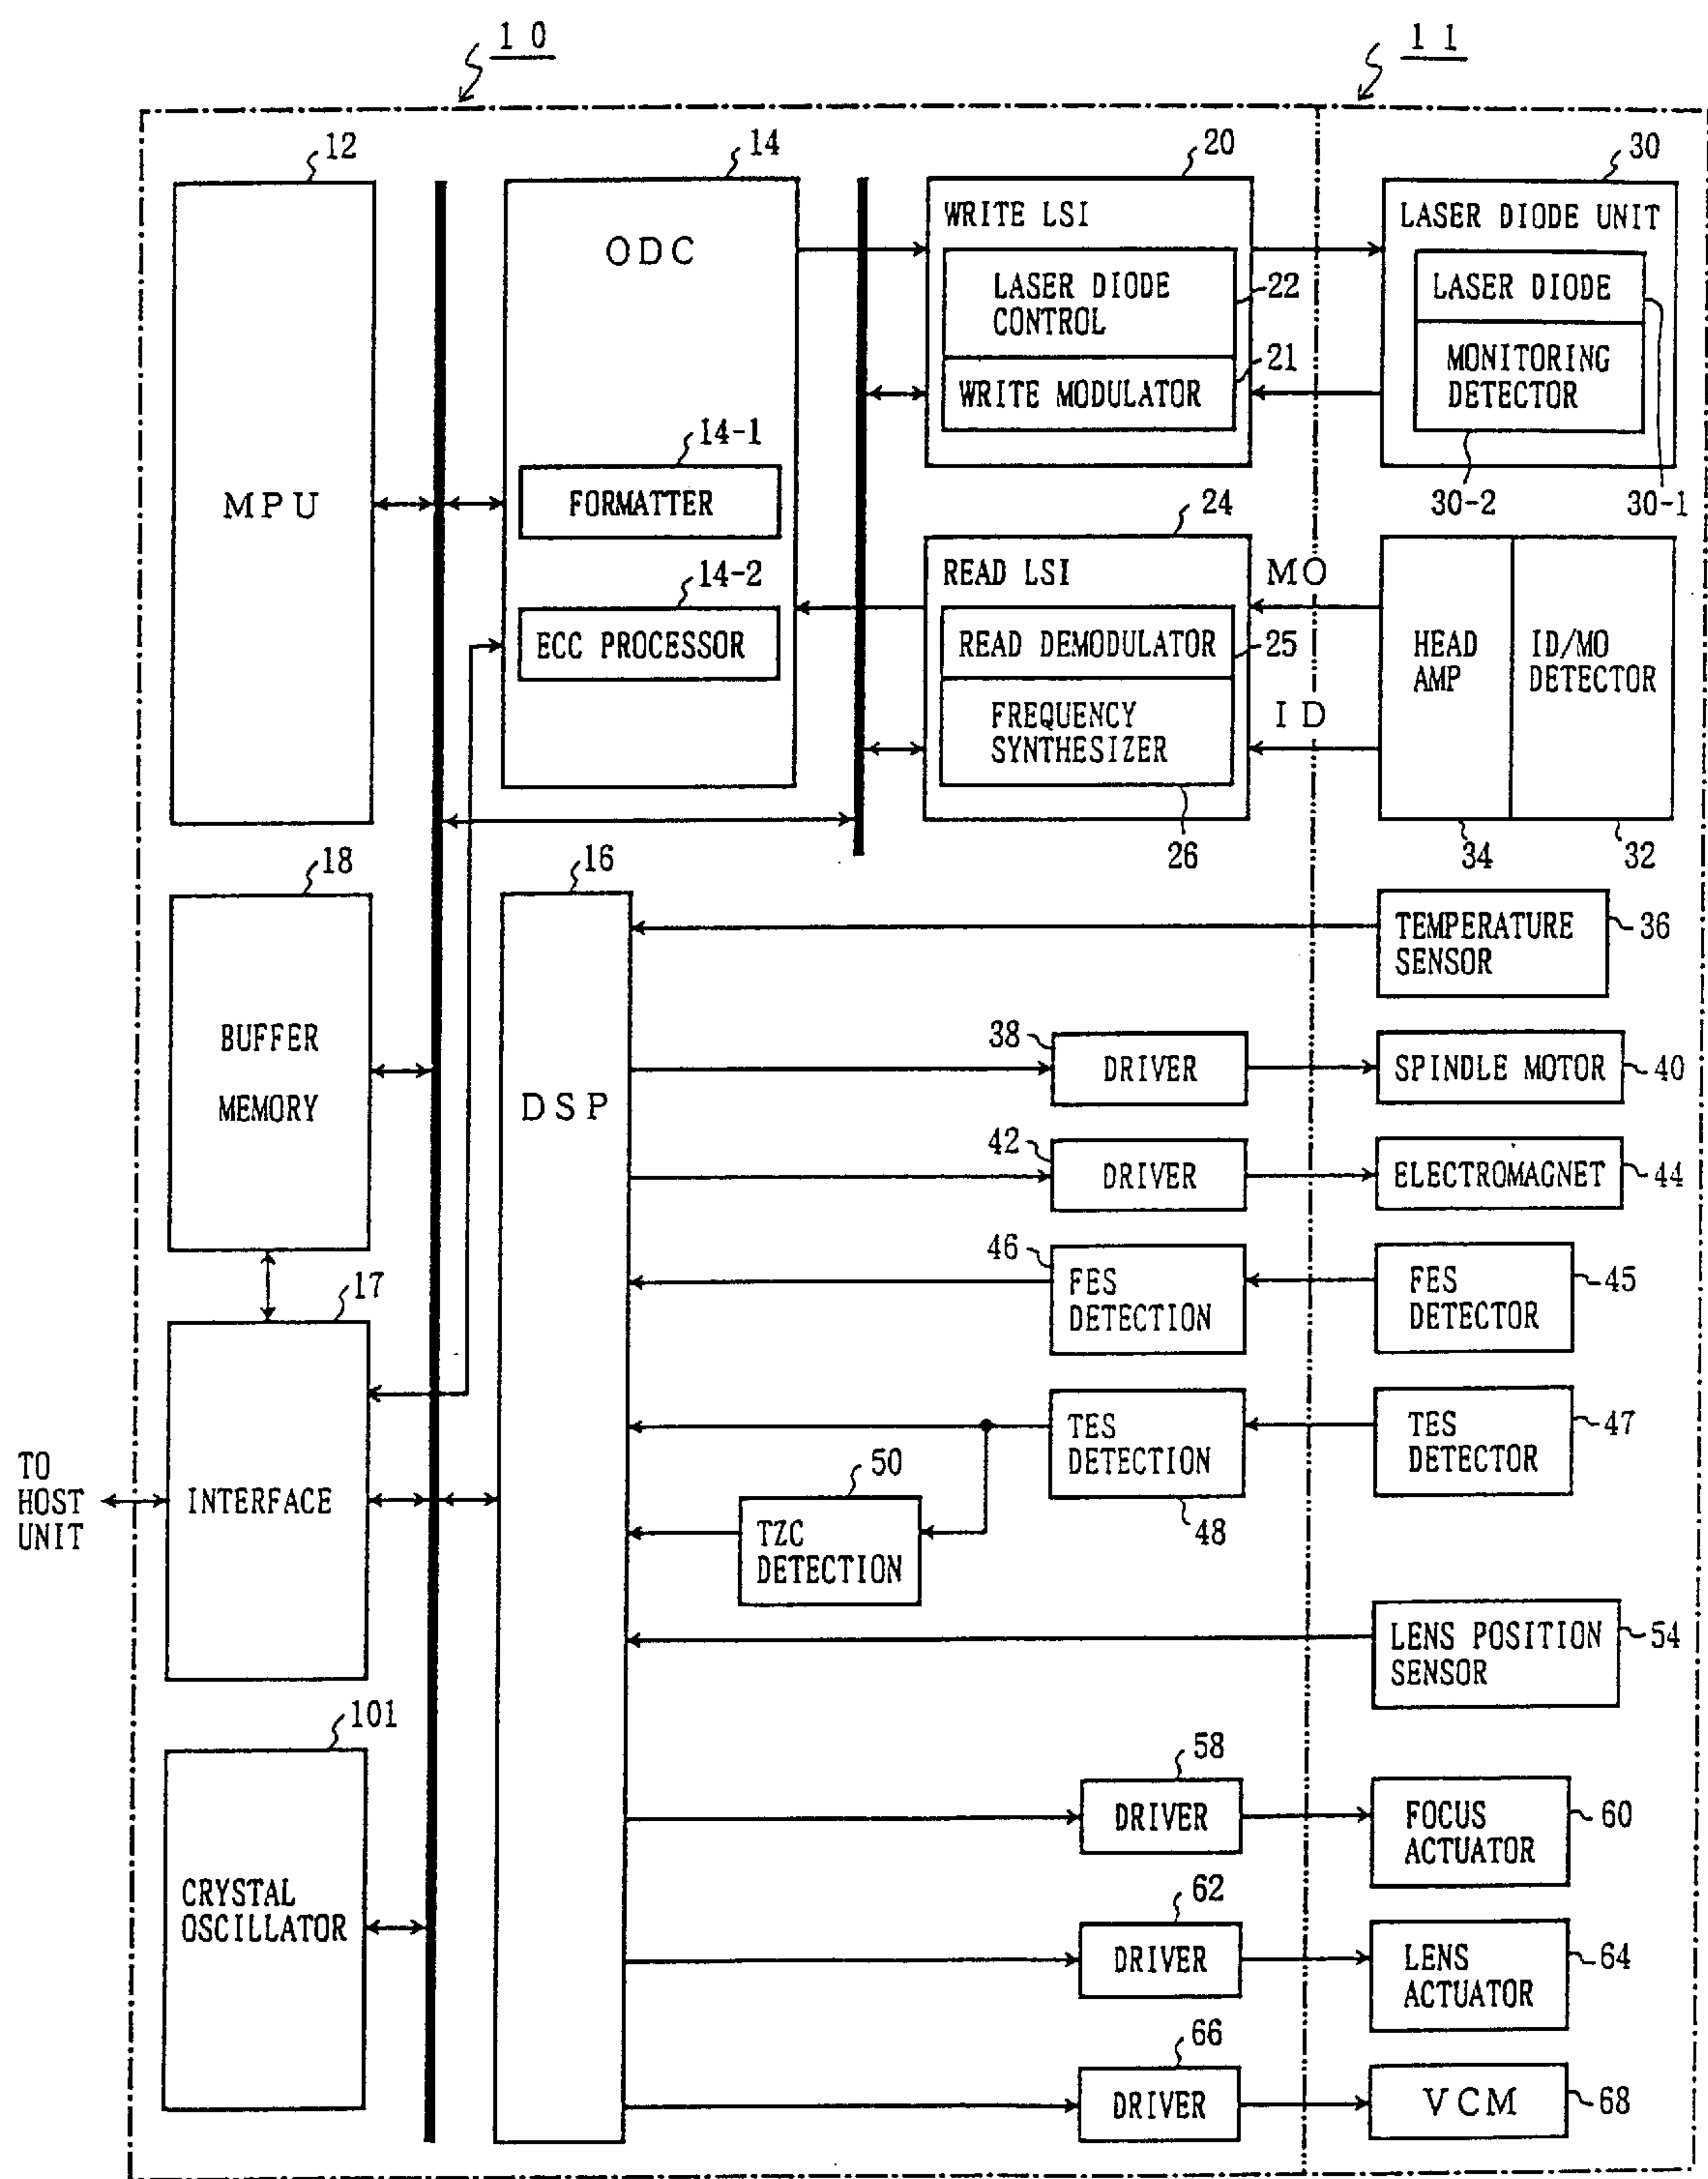 10
11
12
14
20
30
MPU
ODC
14-1
FORMATTER
14-2
ECC PROCESSOR
WRITE LSI
LASER DIODE
CONTROL
22
21
WRITE MODULATOR
LASER DIODE UNIT
LASER DIODE
MONITORING
DETECTOR
30-2
30-1
24
READ LSI
READ DEMODULATOR
25
FREQUENCY
SYNTHESIZER
26
MO
ID
HEAD
AMP
ID/MO
DETECTOR
34
32
18
BUFFER
MEMORY
16
DSP
TEMPERATURE
SENSOR
36
38
DRIVER
SPINDLE MOTOR
40
42
DRIVER
ELECTROMAGNET
44
46
FES
DETECTION
FES
DETECTOR
45
17
INTERFACE
TO
HOST
UNIT
TES
DETECTION
48
TES
DETECTOR
47
50
TZC
DETECTION
LENS POSITION
SENSOR
54
101
CRYSTAL
OSCILLATOR
58
DRIVER
FOCUS
ACTUATOR
60
62
DRIVER
LENS
ACTUATOR
64
66
DRIVER
VCM
68